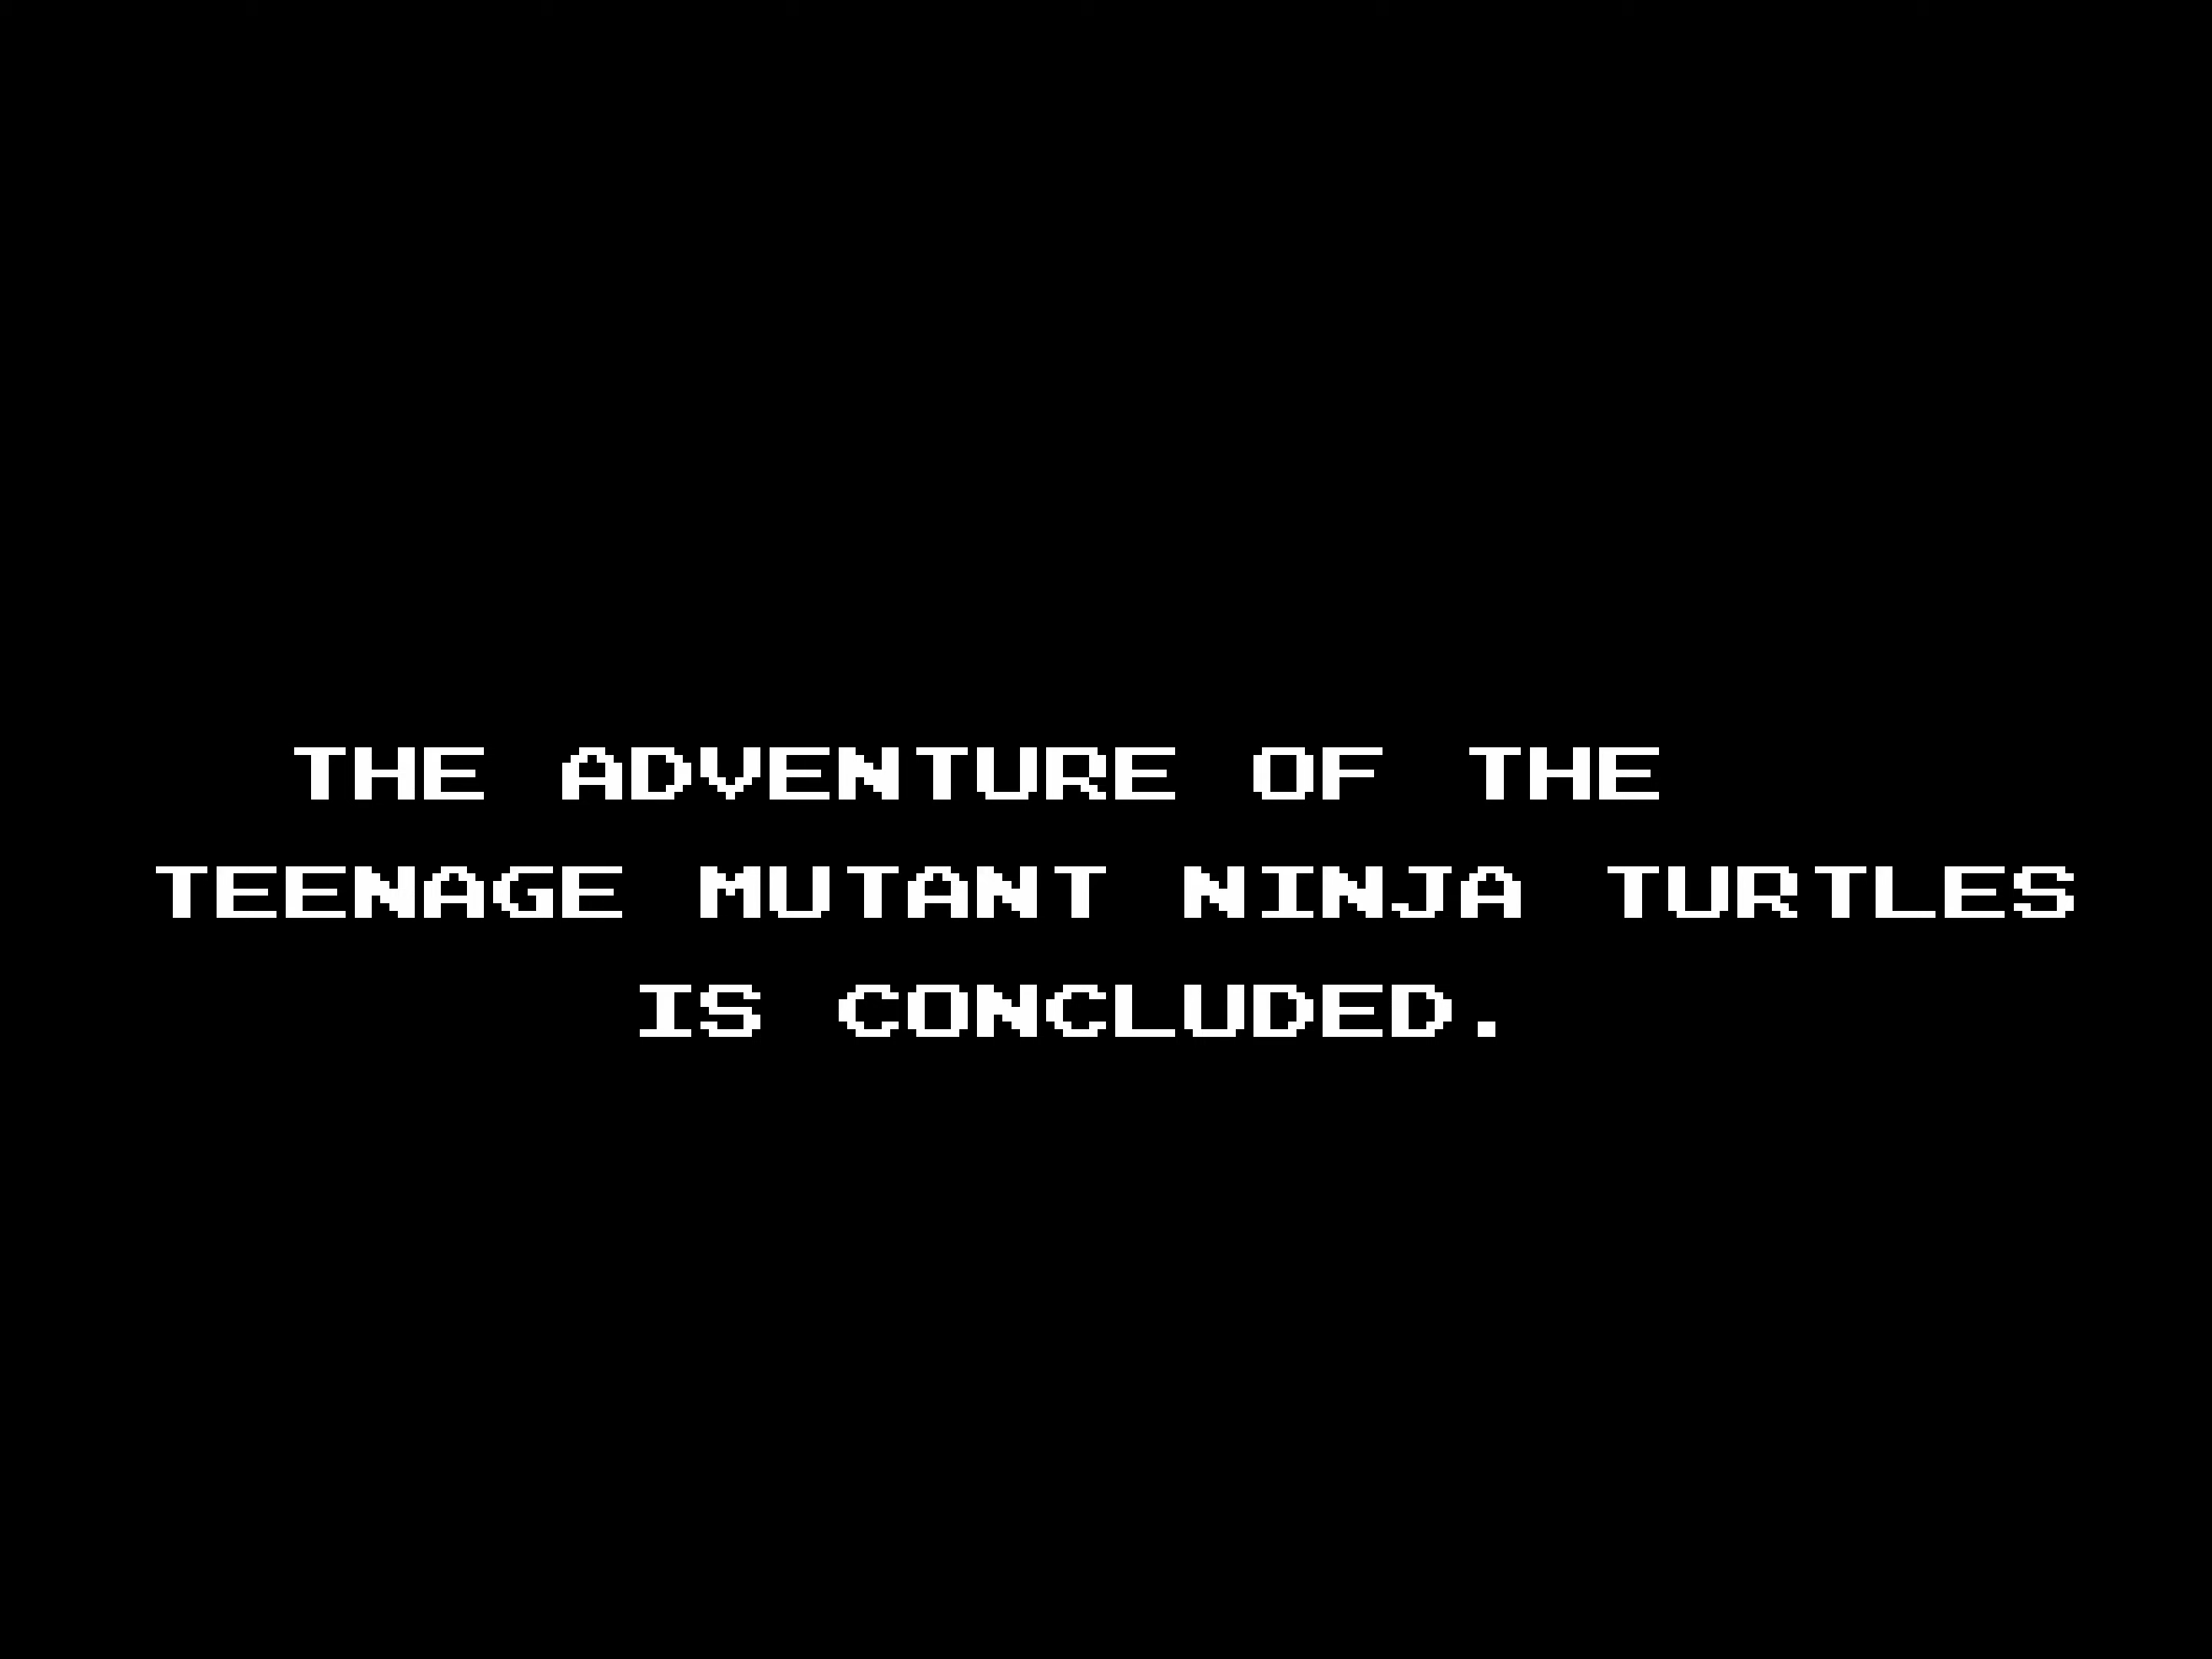 THE ADVENTURE OF THE
TEENAGE MUTANT NINJA TURTLES
IS CONCLUDED.